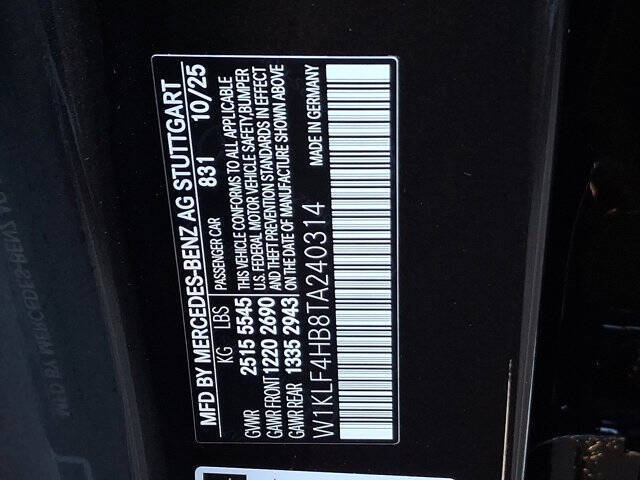 MFD BY MERCEDES-BENZ AG STUTTGART
831 10/25
KG LBS PASSENGER CAR
GVWR 2515 5545 THIS VEHICLE CONFORMS TO ALL APPLICABLE
U.S. FEDERAL MOTOR VEHICLE SAFETY,BUMPER
GAWR FRONT 1220 2690 AND THEFT PREVENTION STANDARDS IN EFFECT
GAWR REAR 1335 2943 ON THE DATE OF MANUFACTURE SHOWN ABOVE
W1KLF4HB8TA240314 MADE IN GERMANY